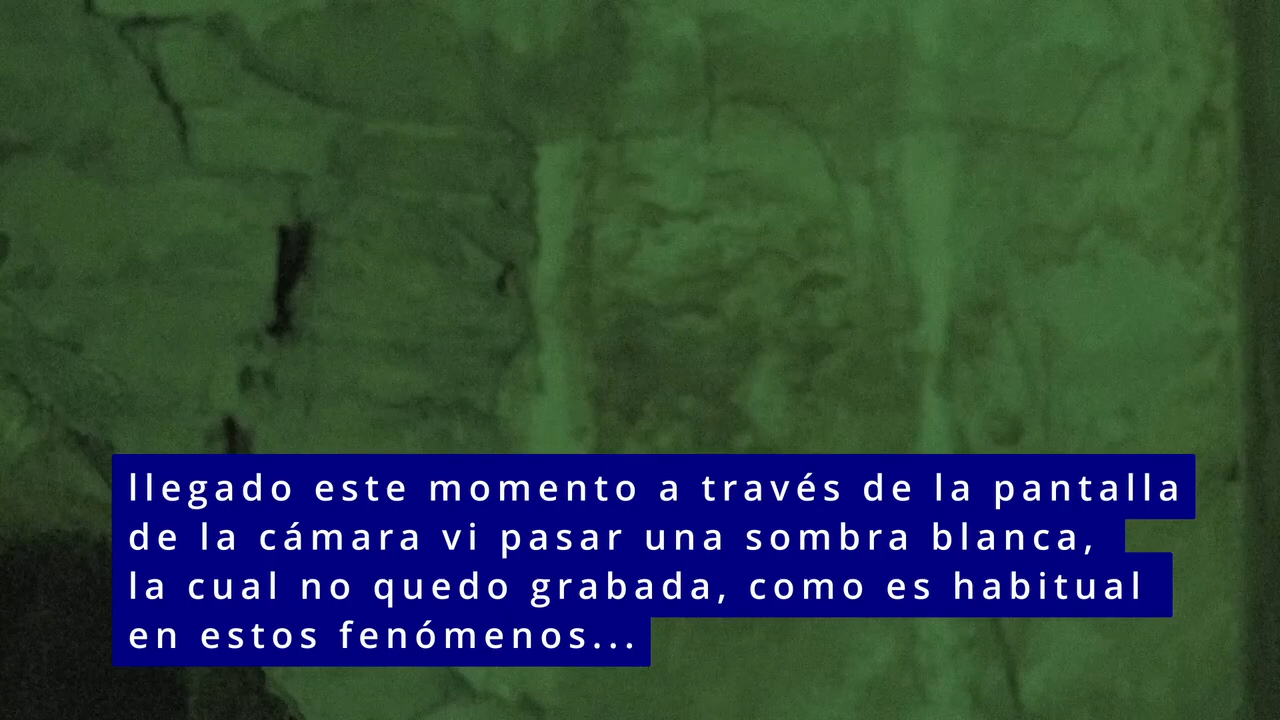 llegado este momento a través de la pantalla
de la cámara vi pasar una sombra blanca,
la cual no quedo grabada, como es habitual
en estos fenómenos...